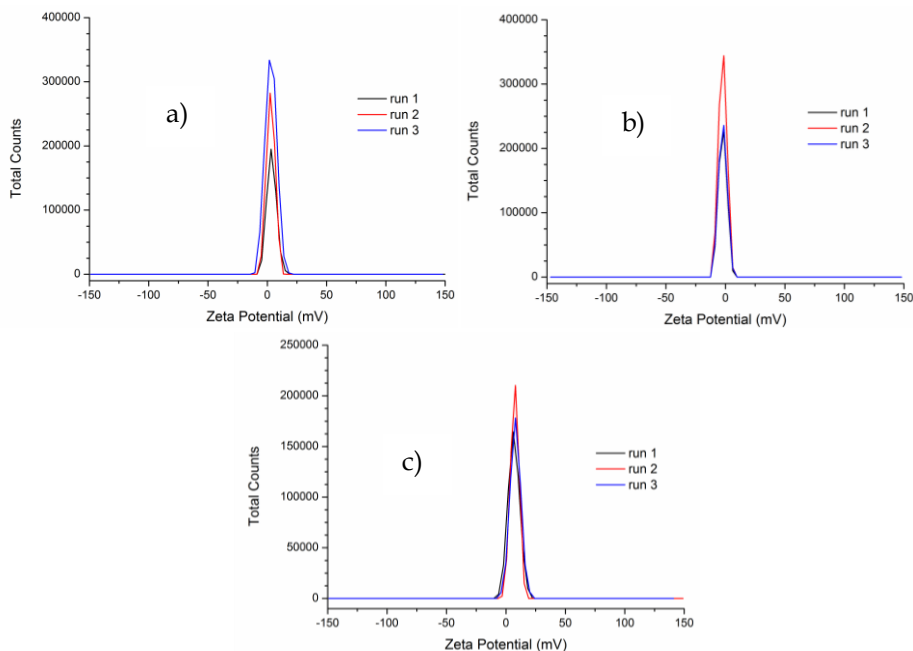 a)
Total Counts
400000
300000
200000
100000
0
-150
-100
-50
0
50
100
150
Zeta Potential (mV)
run 1
run 2
run 3
b)
Total Counts
400000
300000
200000
100000
0
-150
-100
-50
0
50
100
150
Zeta Potential (mV)
run 1
run 2
run 3
c)
Total Counts
250000
200000
150000
100000
50000
0
-150
-100
-50
0
50
100
150
Zeta Potential (mV)
run 1
run 2
run 3